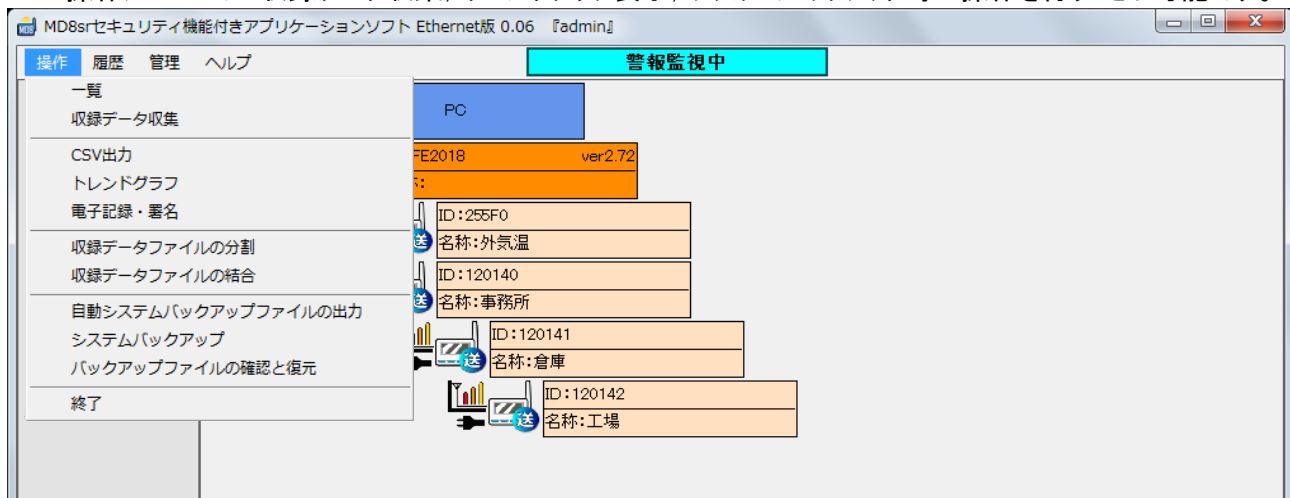 MD8srセキュリティ機能付きアプリケーションソフト Ethernet版 0.06 『admin』
操作 履歴 管理 ヘルプ
警報監視中
一覧
収録データ収集
CSV出力
トレンドグラフ
電子記録・署名
収録データファイルの分割
収録データファイルの結合
自動システムバックアップファイルの出力
システムバックアップ
バックアップファイルの確認と復元
終了
PC
FE2018 ver2.72
:
ID:255F0
名称:外気温
ID:120140
名称:事務所
ID:120141
名称:倉庫
ID:120142
名称:工場
送
送
送
送